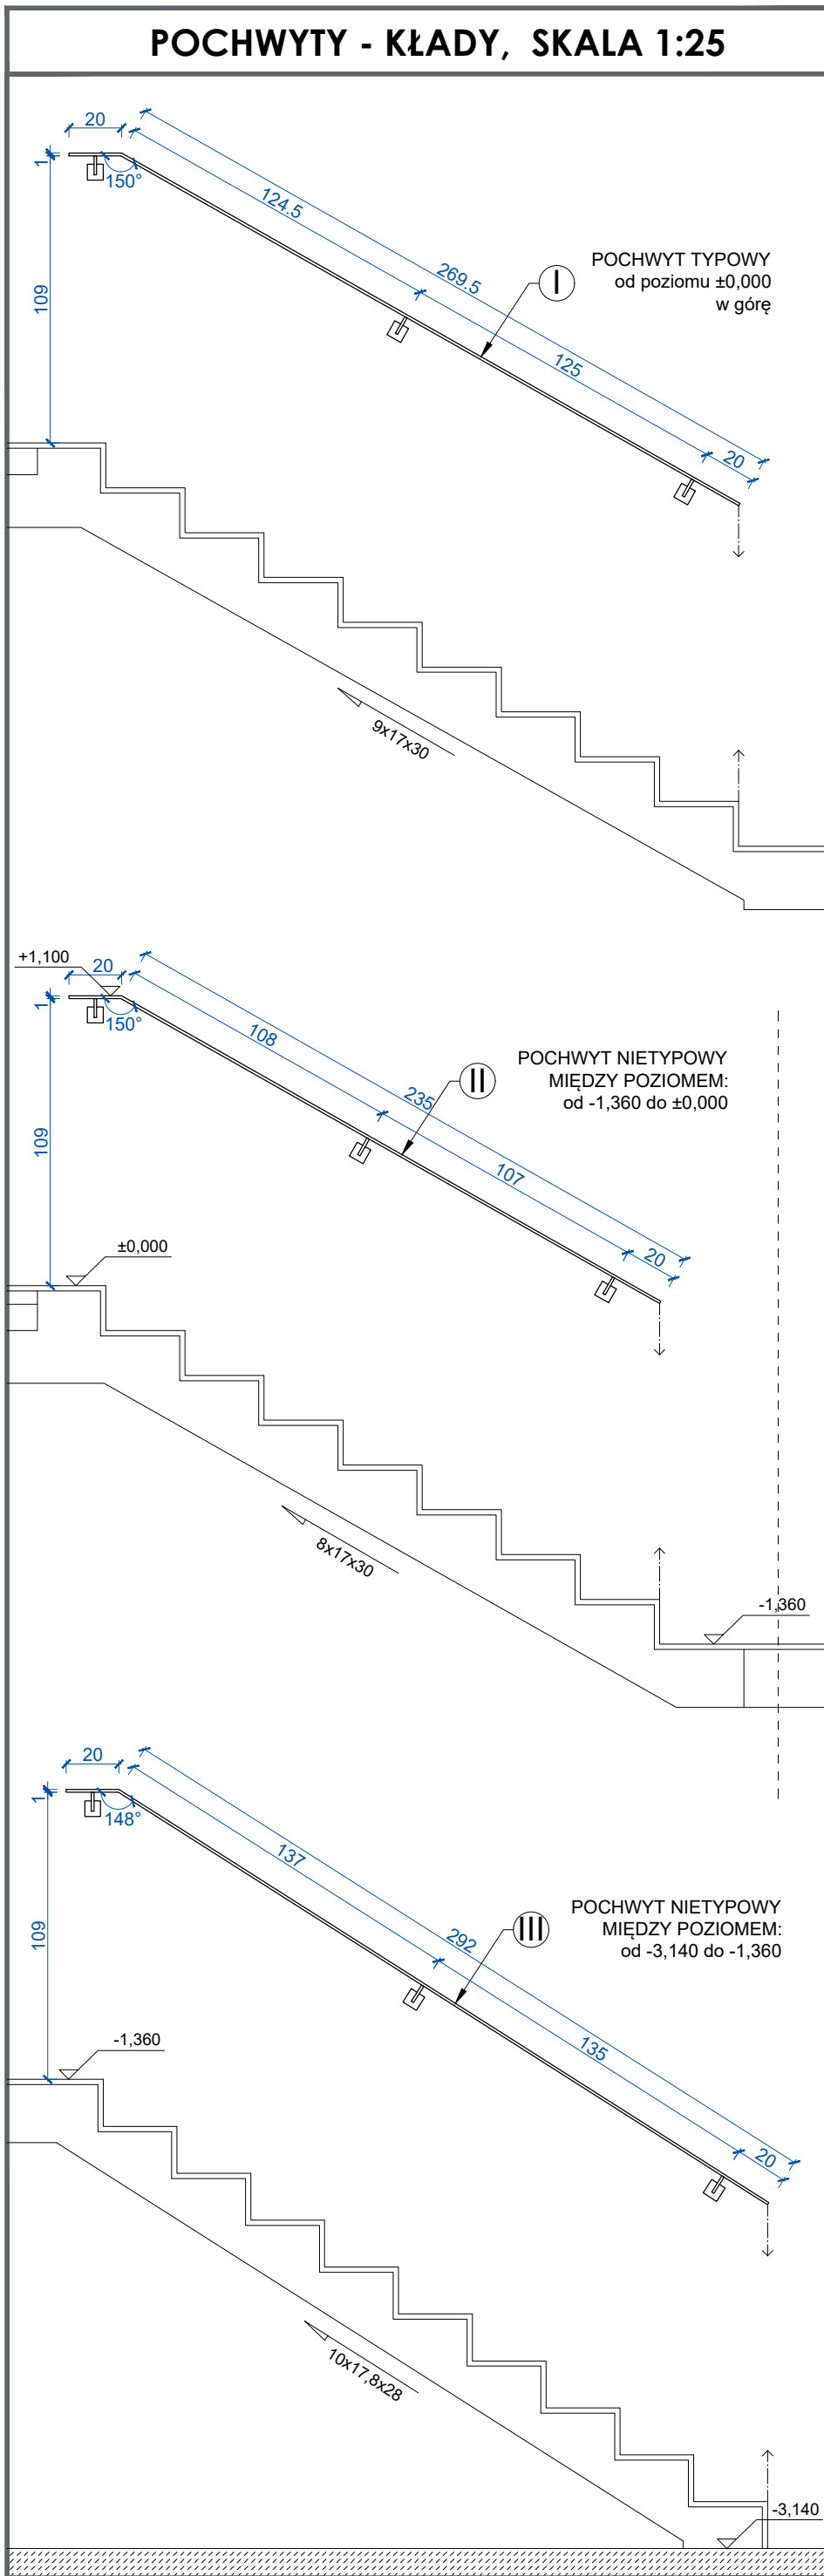 POCHWYTY - KŁADY, SKALA 1:25
20
1
150°
109
124.5
269.5
125
20
I
POCHWYT TYPOWY
od poziomu ±0,000
w górę
9x17x30
+1,100
20
1
150°
109
108
235
107
20
II
POCHWYT NIETYPOWY
MIĘDZY POZIOMEM:
od -1,360 do ±0,000
±0,000
8x17x30
-1,360
20
1
148°
109
137
292
135
20
III
POCHWYT NIETYPOWY
MIĘDZY POZIOMEM:
od -3,140 do -1,360
-1,360
10x17,8x28
-3,140